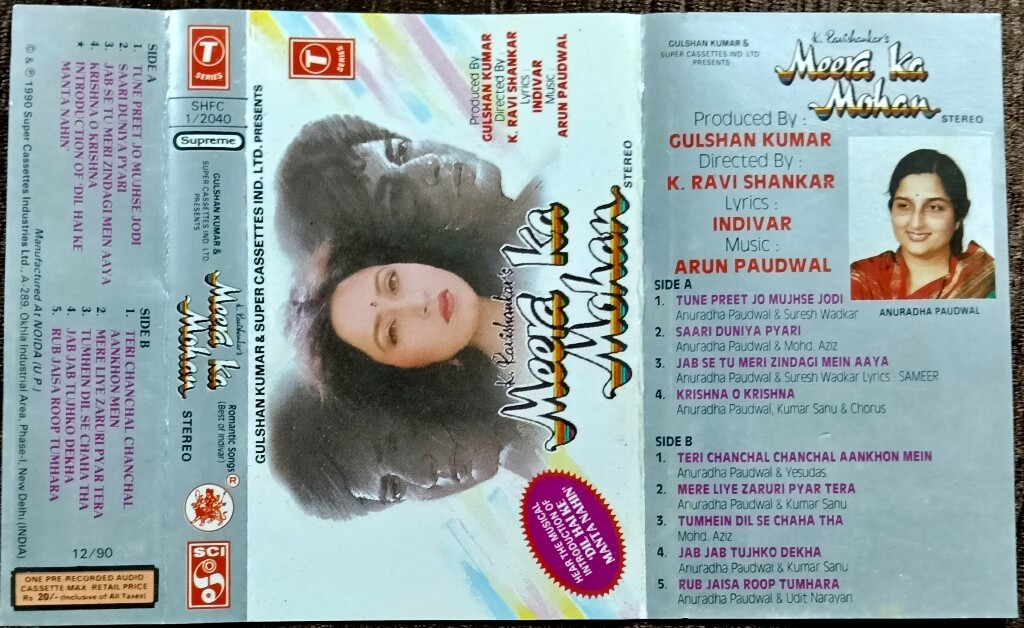 SIDE A
1. TUNE PREET JO MUJHSE JODI
2. SAARI DUNIYA PYARI
3. JAB SE TU MERI ZINDAGI MEIN AAYA
4. KRISHNA O KRISHNA
* INTRODUCTION OF 'DIL HAI KE
MANTA NAHIN'
SIDE B
1. TERI CHANCHAL CHANCHAL
AANKHON MEIN
2. MERE LIYE ZARURI PYAR TERA
3. TUMHEIN DIL SE CHAHA THA
4. JAB JAB TUJHKO DEKHA
5. RUB JAISA ROOP TUMHARA
Manufactured At NOIDA (U.P.)
© & ℗ 1990 Super Cassettes Industries Ltd., A-289, Okhla Industrial Area, Phase-I, New Delhi (INDIA)
12/90
ONE PRE-RECORDED AUDIO
CASSETTE MAX. RETAIL PRICE
Rs. 20/- (Inclusive of All Taxes)
T
SERIES
SHFC
1/2040
Supreme
GULSHAN KUMAR &
SUPER CASSETTES IND. LTD.
PRESENTS
K. Ravishankar's
Meera ka
Mohan
STEREO
Romantic Songs
(Best of Indivar)
®
SCI
GULSHAN KUMAR & SUPER CASSETTES IND. LTD. PRESENTS
T
SERIES
Produced By
GULSHAN KUMAR
Directed By
K. RAVI SHANKAR
Lyrics :
INDIVAR
Music
ARUN PAUDWAL
K. Ravishankar's
Meera ka
Mohan
STEREO
HEAR THE MUSICAL
INTRODUCTION OF
'DIL HAI KE
MANTA NAHIN'
GULSHAN KUMAR &
SUPER CASSETTES IND. LTD
PRESENTS
K. Ravishankar's
Meera ka
Mohan
STEREO
Produced By :
GULSHAN KUMAR
Directed By :
K. RAVI SHANKAR
Lyrics :
INDIVAR
Music :
ARUN PAUDWAL
ANURADHA PAUDWAL
SIDE A
1. TUNE PREET JO MUJHSE JODI
Anuradha Paudwal & Suresh Wadkar
2. SAARI DUNIYA PYARI
Anuradha Paudwal & Mohd. Aziz
3. JAB SE TU MERI ZINDAGI MEIN AAYA
Anuradha Paudwal & Suresh Wadkar Lyrics : SAMEER
4. KRISHNA O KRISHNA
Anuradha Paudwal, Kumar Sanu & Chorus
SIDE B
1. TERI CHANCHAL CHANCHAL AANKHON MEIN
Anuradha Paudwal & Yesudas
2. MERE LIYE ZARURI PYAR TERA
Anuradha Paudwal & Kumar Sanu
3. TUMHEIN DIL SE CHAHA THA
Mohd. Aziz
4. JAB JAB TUJHKO DEKHA
Anuradha Paudwal & Kumar Sanu
5. RUB JAISA ROOP TUMHARA
Anuradha Paudwal & Udit Narayan